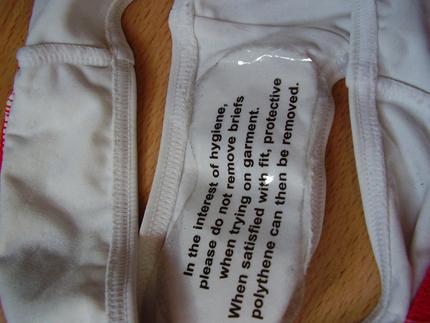 In the interest of hygiene,
please do not remove briefs
when trying on garment.
When satisfied with fit, protective
polythene can then be removed.